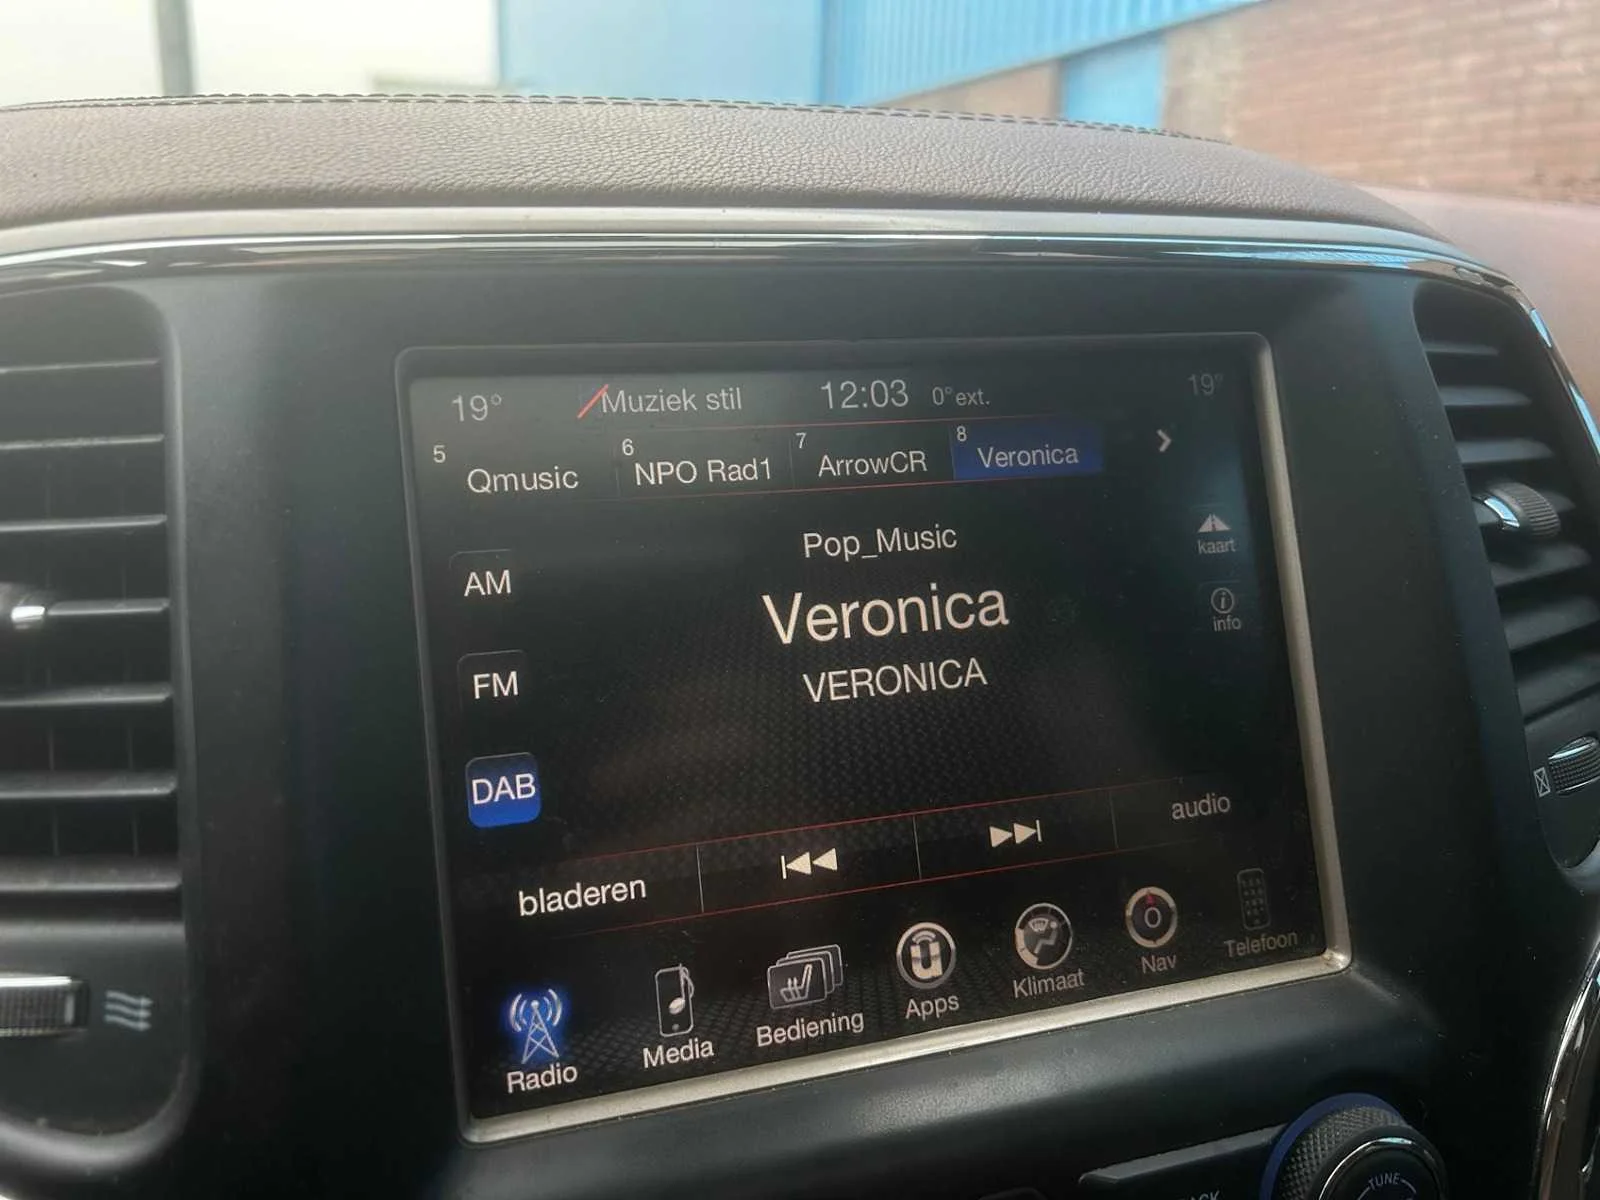 19° Muziek stil 12:03 0° ext. 19°
5 Qmusic 6 NPO Rad1 7 ArrowCR 8 Veronica
Pop_Music
kaart
AM
Veronica
info
FM
VERONICA
DAB
bladeren audio
Radio Media Bediening Apps Klimaat Nav Telefoon
TUNE